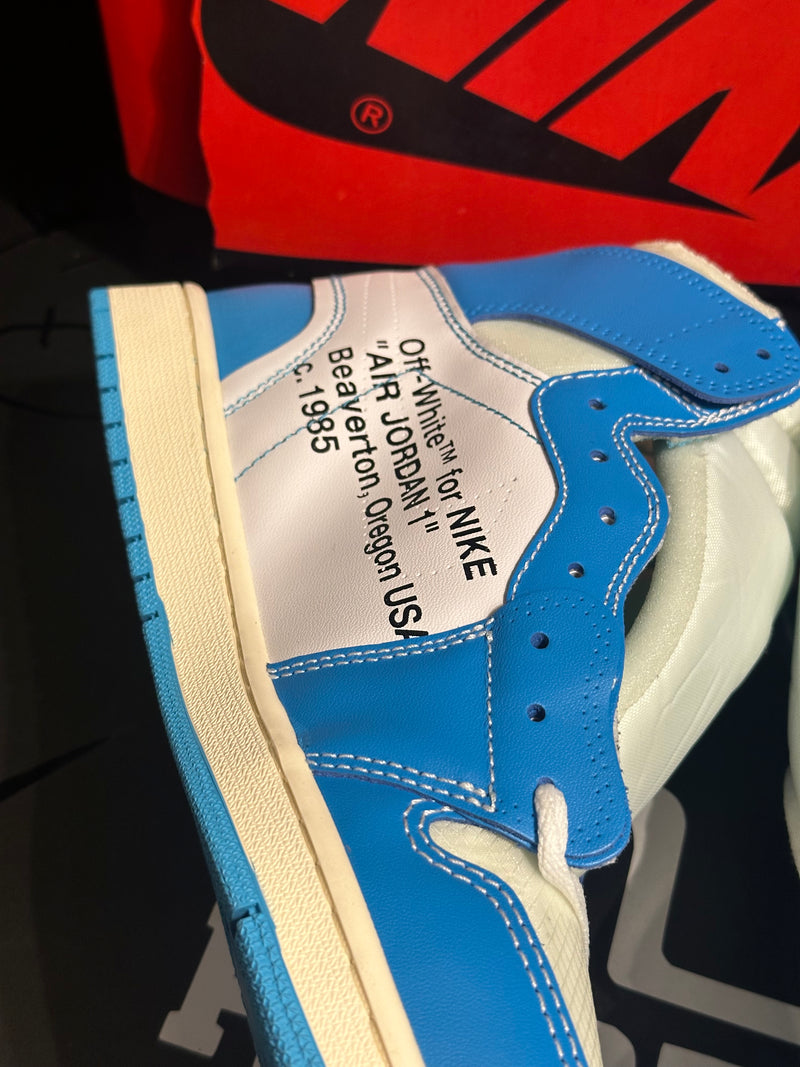 ®
Off-White™ for NIKE
"AIR JORDAN 1"
Beaverton, Oregon USA
c. 1985